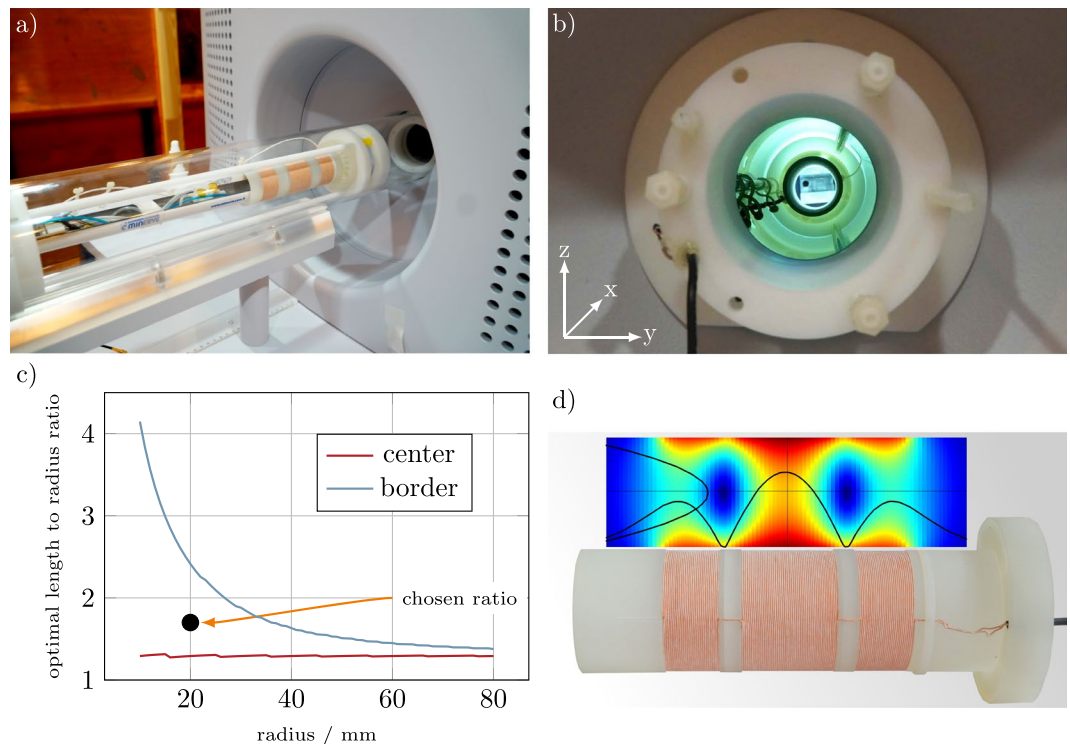 a)
minimed
b)
z
x
y
c)
optimal length to radius ratio
4
3
2
1
center
border
chosen ratio
20
40
60
80
radius / mm
d)